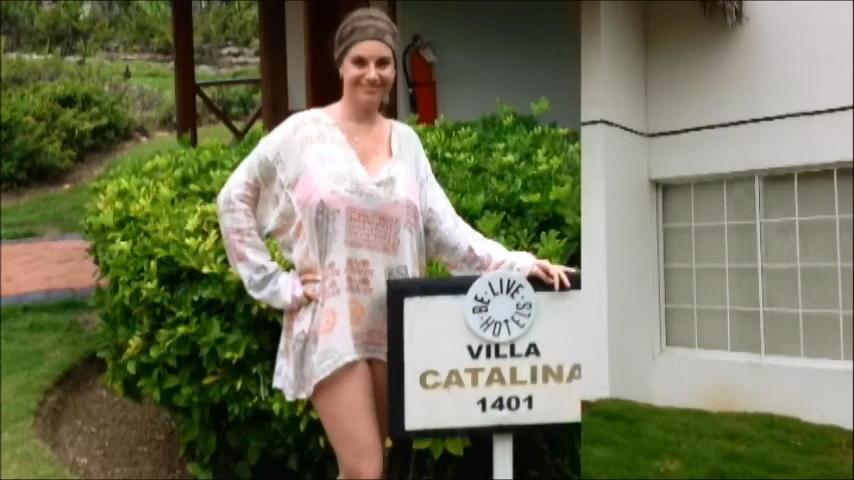 BE·LIVE
HOTELS
VILLA
CATALINA
1401